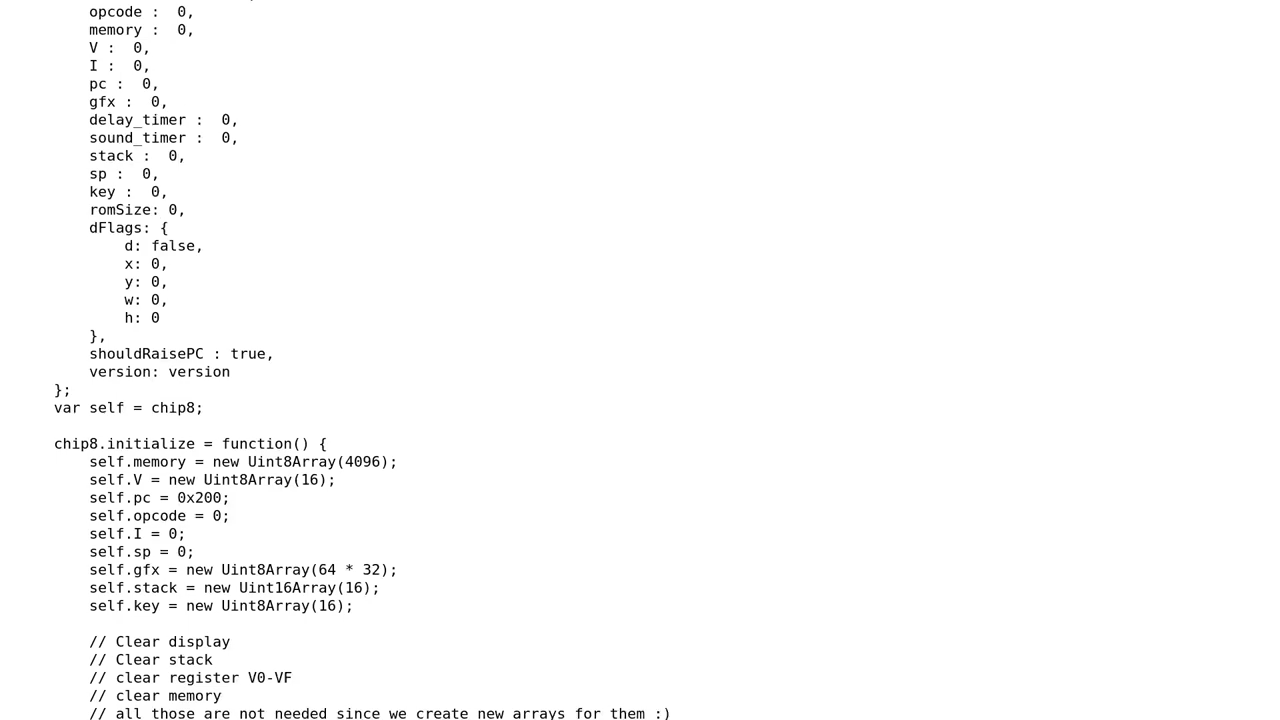 opcode :  0,
memory :  0,
V :  0,
I :  0,
pc :  0,
gfx :  0,
delay_timer :  0,
sound_timer :  0,
stack :  0,
sp :  0,
key :  0,
romSize: 0,
dFlags: {
d: false,
x: 0,
y: 0,
w: 0,
h: 0
},
shouldRaisePC : true,
version: version
};
var self = chip8;
chip8.initialize = function() {
self.memory = new Uint8Array(4096);
self.V = new Uint8Array(16);
self.pc = 0x200;
self.opcode = 0;
self.I = 0;
self.sp = 0;
self.gfx = new Uint8Array(64 * 32);
self.stack = new Uint16Array(16);
self.key = new Uint8Array(16);
// Clear display
// Clear stack
// clear register V0-VF
// clear memory
// all those are not needed since we create new arrays for them :)